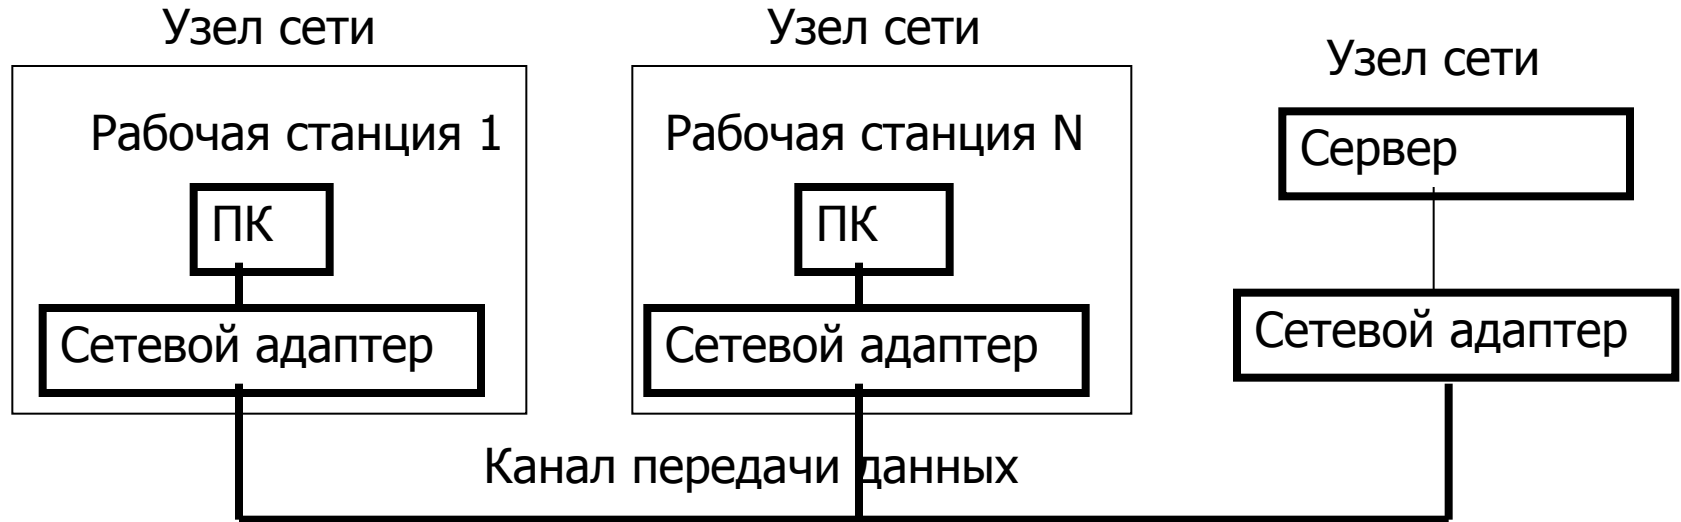 Узел сети
Узел сети
Узел сети
Рабочая станция 1
Рабочая станция N
Сервер
ПК
ПК
Сетевой адаптер
Сетевой адаптер
Сетевой адаптер
Канал передачи данных